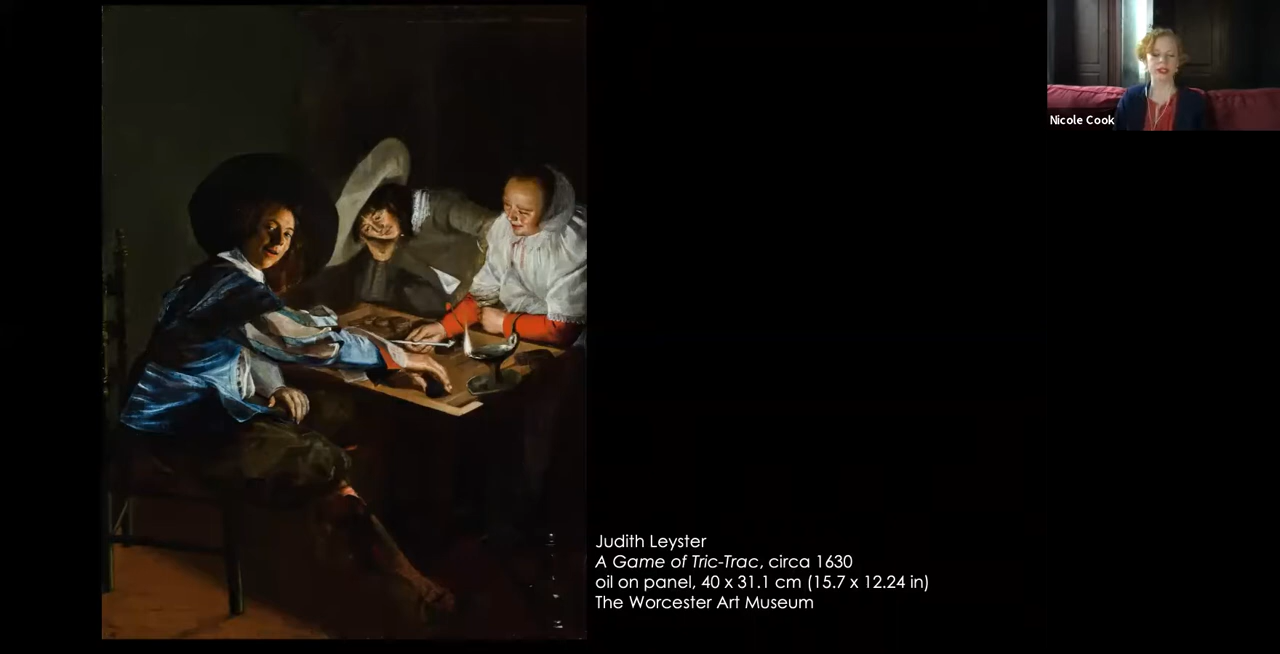 Nicole Cook
Judith Leyster
A Game of Tric-Trac, circa 1630
oil on panel, 40 x 31.1 cm (15.7 x 12.24 in)
The Worcester Art Museum